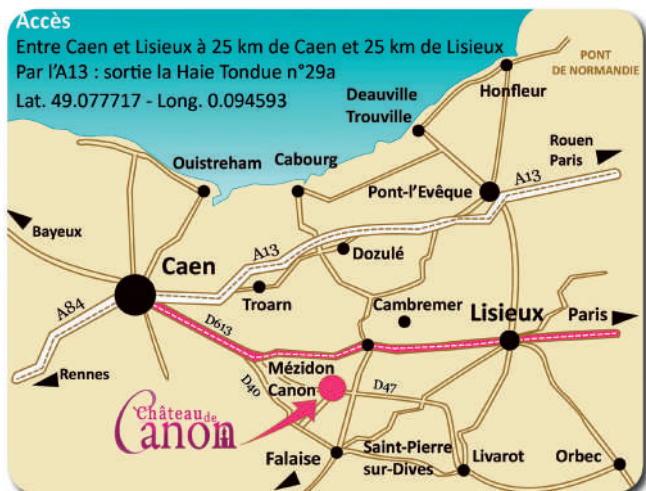 Accès
Entre Caen et Lisieux à 25 km de Caen et 25 km de Lisieux
Par l'A13 : sortie la Haie Tondue n°29a
Lat. 49.077717 - Long. 0.094593
PONT
DE NORMANDIE
Honfleur
Deauville
Trouville
Rouen
Paris
Ouistreham
Cabourg
Pont-l'Evêque
A13
Bayeux
A13
Dozulé
Caen
Troarn
Cambremer
Lisieux
Paris
A84
D613
Rennes
Mézidon
Canon
D40
D47
Château de
Canon
Falaise
Saint-Pierre
sur-Dives
Livarot
Orbec